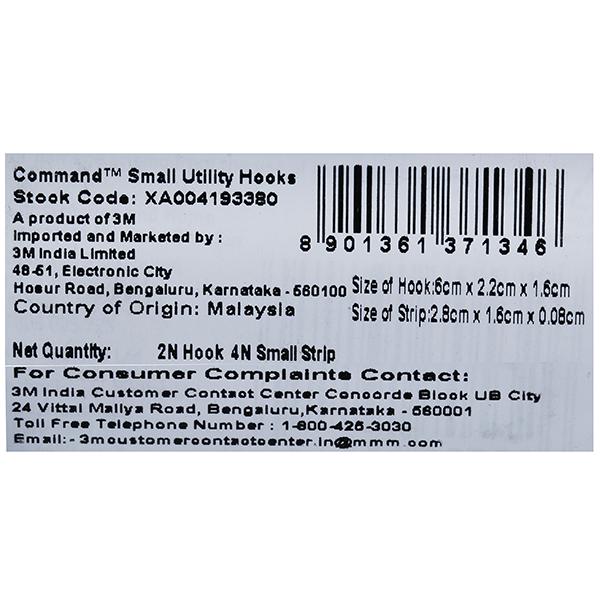 Command™ Small Utility Hooks
Stock Code: XA004193380
A product of 3M
Imported and Marketed by :
3M India Limited
48-51, Electronic City
Hosur Road, Bengaluru, Karnataka - 560100
Country of Origin: Malaysia
8 901361 371346
Size of Hook:6cm x 2.2cm x 1.6cm
Size of Strip:2.8cm x 1.6cm x 0.08cm
Net Quantity: 2N Hook 4N Small Strip
For Consumer Complaints Contact:
3M India Customer Contact Center Concorde Block UB City
24 Vittal Mallya Road, Bengaluru,Karnataka - 560001
Toll Free Telephone Number : 1-800-425-3030
Email:- 3mcustomercontactcenter.in@mmm.com